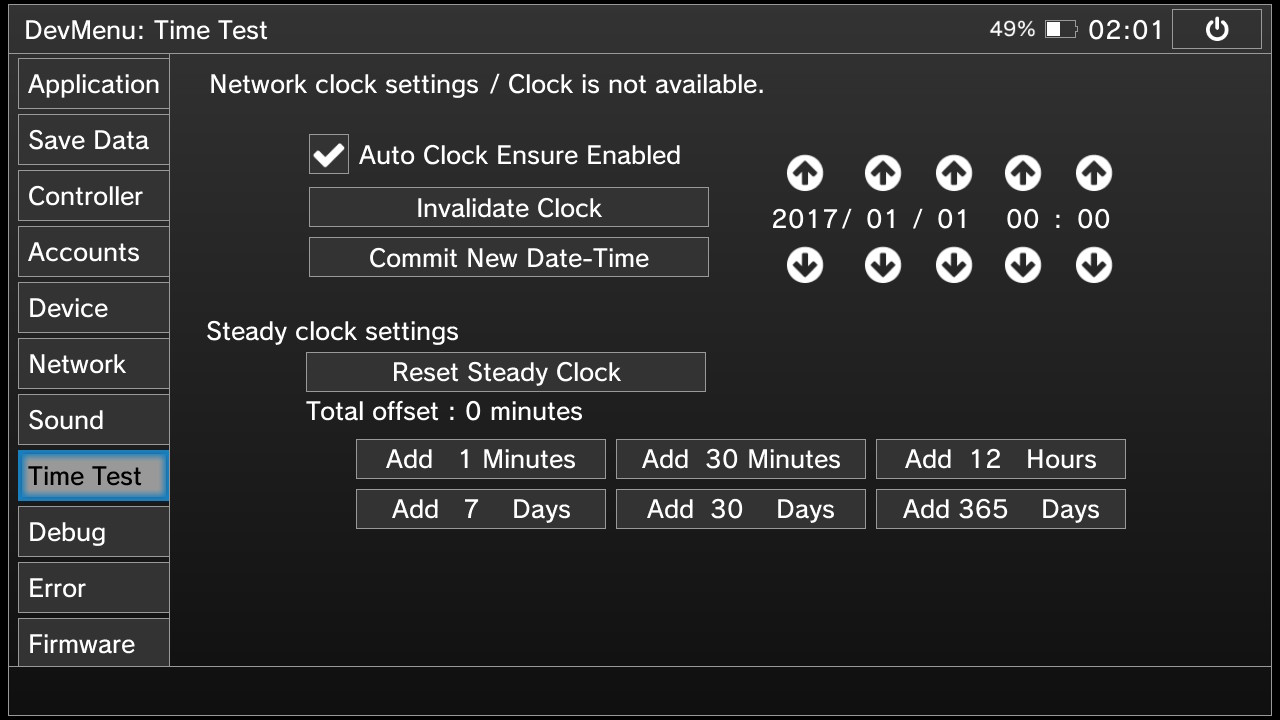 DevMenu: Time Test
49%
02:01
Application
Save Data
Controller
Accounts
Device
Network
Sound
Time Test
Debug
Error
Firmware
Network clock settings / Clock is not available.
Auto Clock Ensure Enabled
Invalidate Clock
Commit New Date-Time
2017/ 01 / 01 00 : 00
Steady clock settings
Reset Steady Clock
Total offset : 0 minutes
Add 1 Minutes Add 30 Minutes Add 12 Hours
Add 7 Days Add 30 Days Add 365 Days